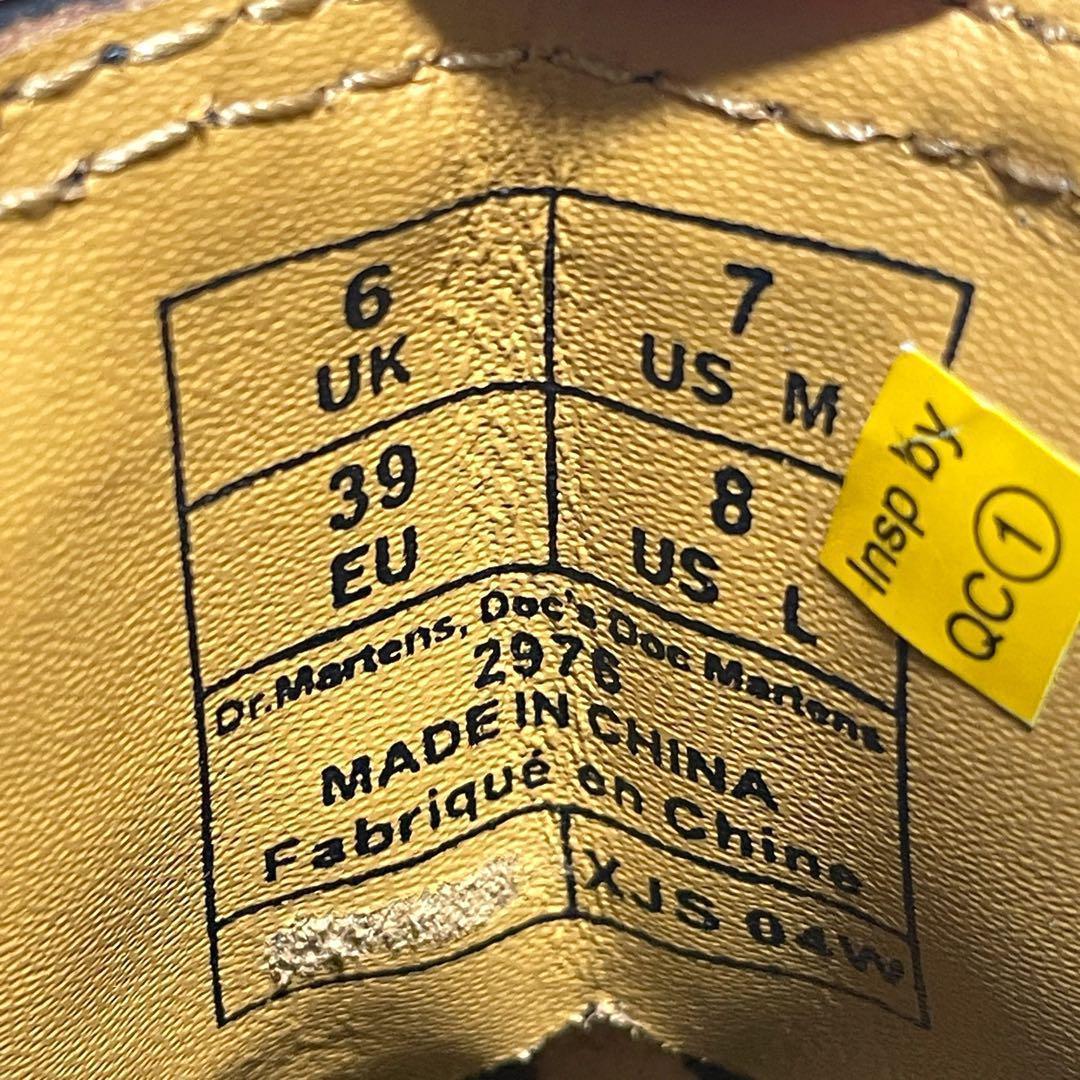 6
UK
7
US M
39
EU
8
US L
Dr.Martens, Doc's Doc Martens
2976
MADE IN CHINA
Fabriqué en Chine
XJS 04W
Insp by
QC 1